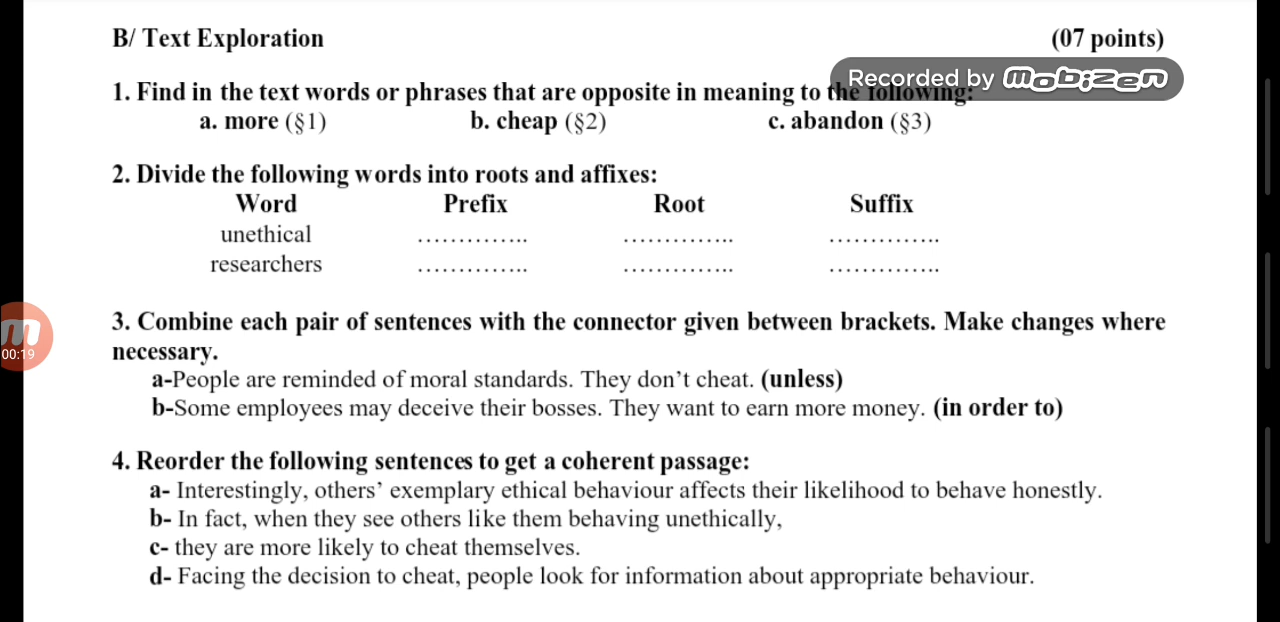 B/ Text Exploration (07 points)
Recorded by Mobizen
1. Find in the text words or phrases that are opposite in meaning to the following:
a. more (§1) b. cheap (§2) c. abandon (§3)
2. Divide the following words into roots and affixes:
Word Prefix Root Suffix
unethical ………….. ………….. …………..
researchers ………….. ………….. …………..
3. Combine each pair of sentences with the connector given between brackets. Make changes where
necessary.
00:19
a-People are reminded of moral standards. They don’t cheat. (unless)
b-Some employees may deceive their bosses. They want to earn more money. (in order to)
4. Reorder the following sentences to get a coherent passage:
a- Interestingly, others’ exemplary ethical behaviour affects their likelihood to behave honestly.
b- In fact, when they see others like them behaving unethically,
c- they are more likely to cheat themselves.
d- Facing the decision to cheat, people look for information about appropriate behaviour.